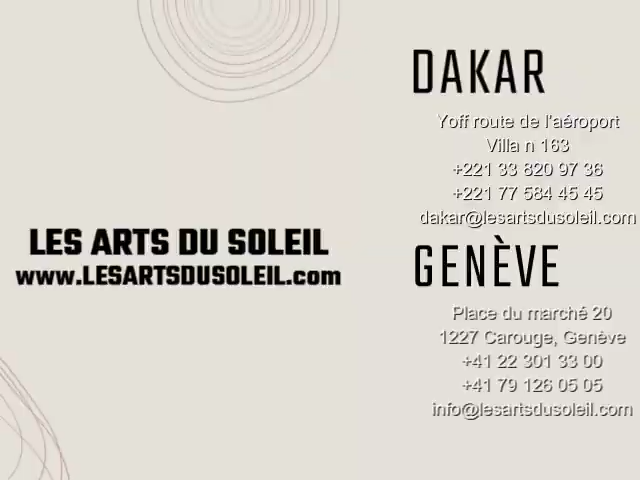 LES ARTS DU SOLEIL
www.LESARTSDUSOLEIL.com
DAKAR
Yoff route de l'aéroport
Villa n 163
+221 33 820 97 36
+221 77 584 45 45
dakar@lesartsdusoleil.com
GENÈVE
Place du marché 20
1227 Carouge, Genève
+41 22 301 33 00
+41 79 126 05 05
info@lesartsdusoleil.com